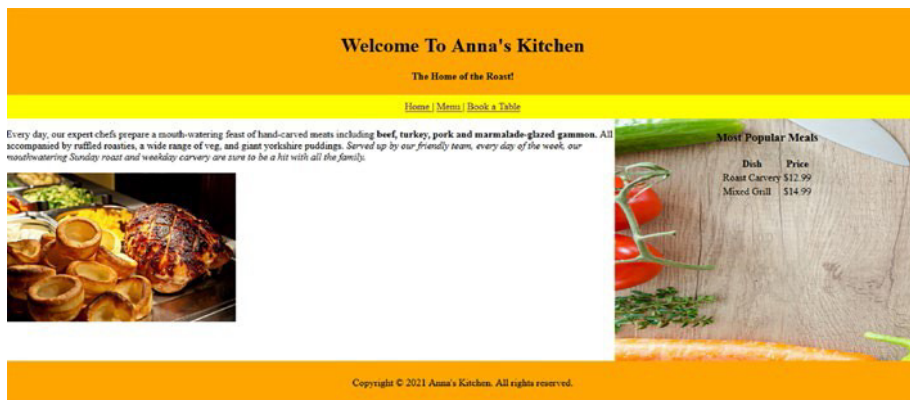 Welcome To Anna's Kitchen
The Home of the Roast!
Home | Menu | Book a Table
Every day, our expert chefs prepare a mouth-watering feast of hand-carved meats including beef, turkey, pork and marmalade-glazed gammon. All
accompanied by ruffled roasties, a wide range of veg, and giant yorkshire puddings. Served up by our friendly team, every day of the week, our
mouthwatering Sunday roast and weekday carvery are sure to be a hit with all the family.
Most Popular Meals
Dish Price
Roast Carvery $12.99
Mixed Grill $14.99
Copyright © 2021 Anna's Kitchen. All rights reserved.